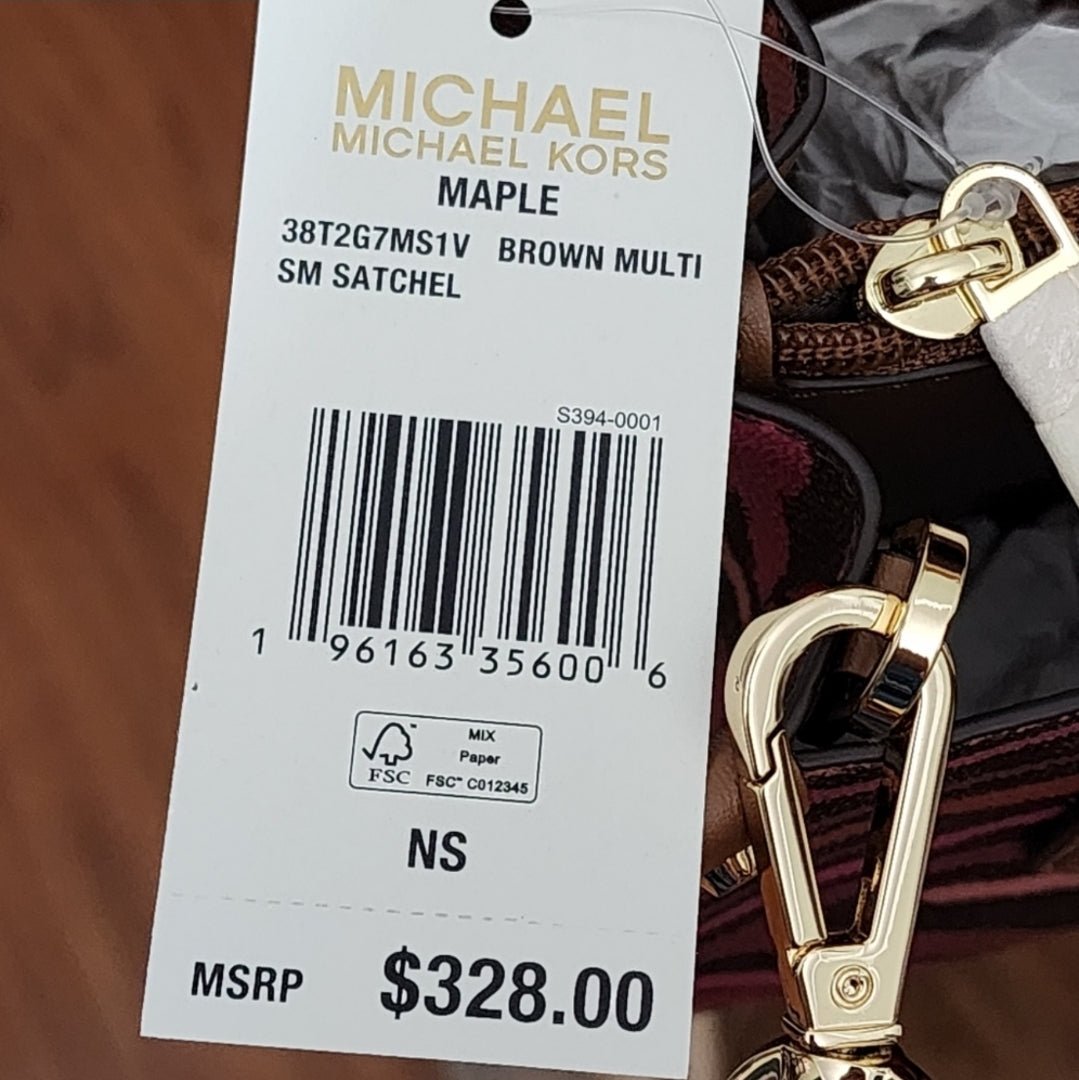 MICHAEL
MICHAEL KORS
MAPLE
38T2G7MS1V BROWN MULTI
SM SATCHEL
S394-0001
1 96163 35600 6
MIX
Paper
FSC FSC™ C012345
NS
MSRP $328.00